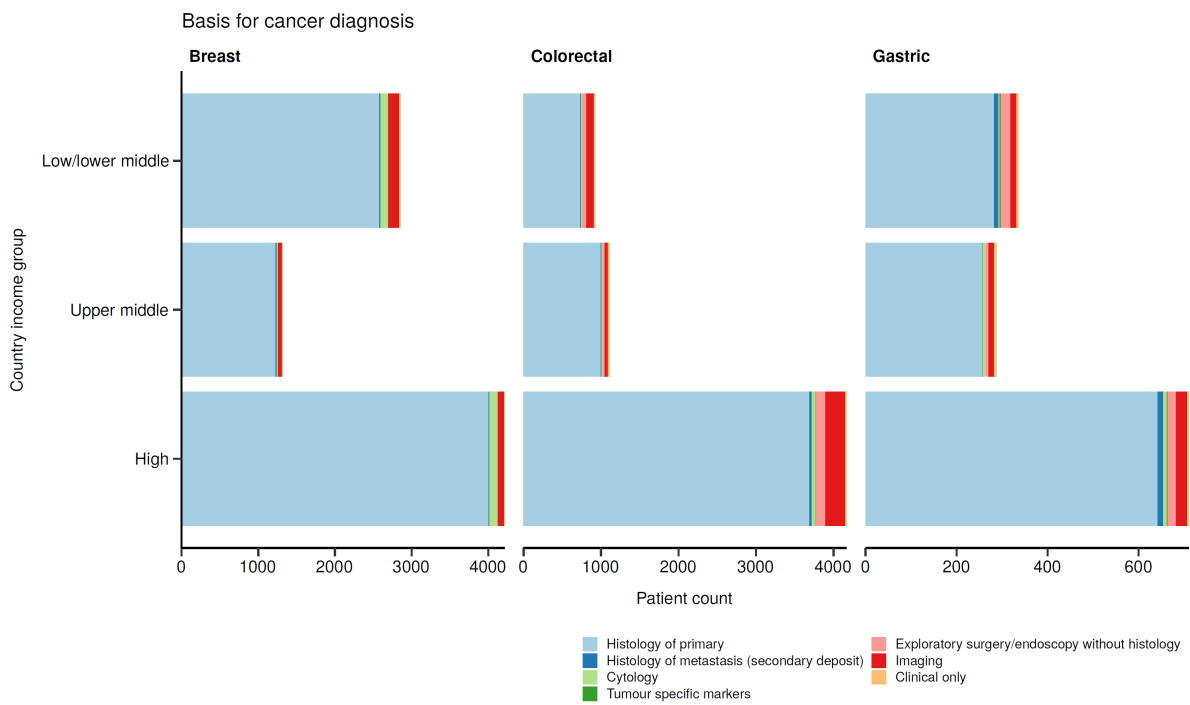 Basis for cancer diagnosis
Breast
Colorectal
Gastric
Country income group
Low/lower middle
Upper middle
High
0 1000 2000 3000 4000
0 1000 2000 3000 4000
0 200 400 600
Patient count
Histology of primary
Histology of metastasis (secondary deposit)
Cytology
Tumour specific markers
Exploratory surgery/endoscopy without histology
Imaging
Clinical only